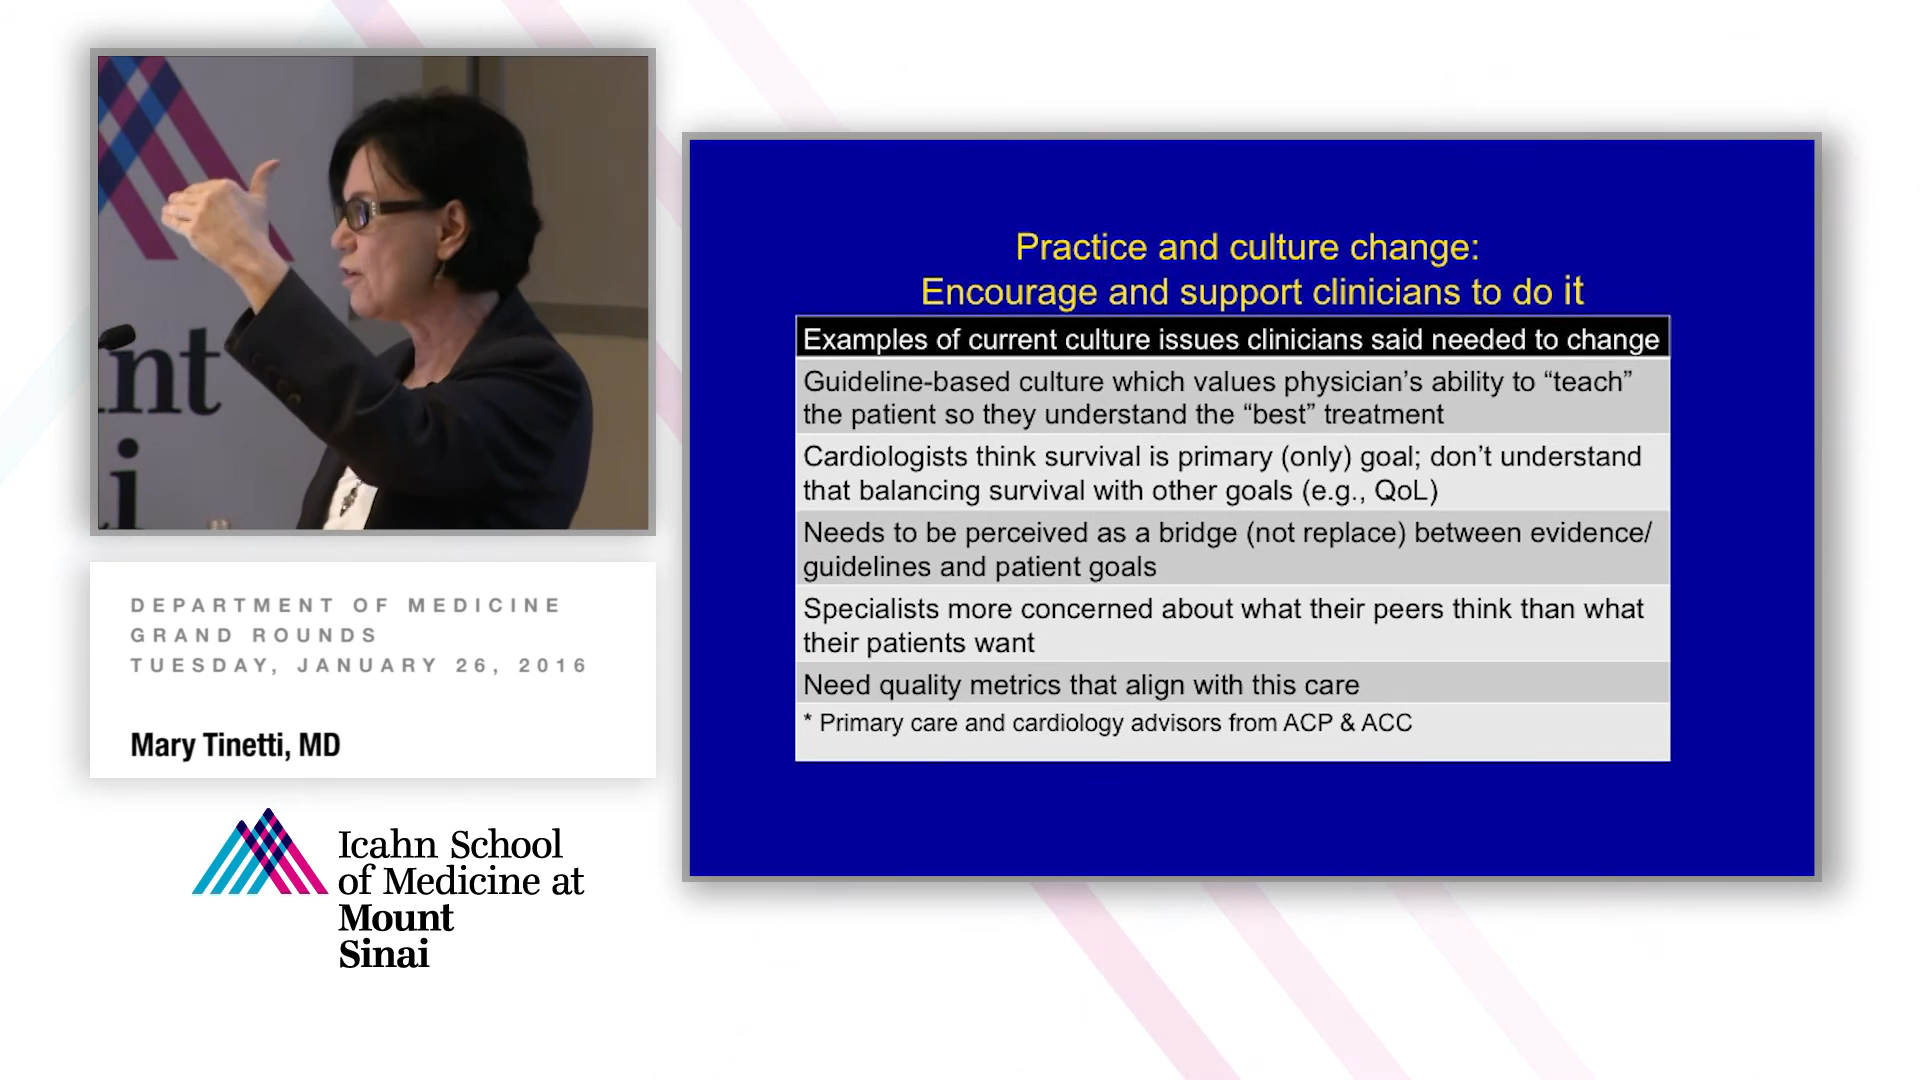 nt
i
DEPARTMENT OF MEDICINE
GRAND ROUNDS
TUESDAY, JANUARY 26, 2016
Mary Tinetti, MD
Icahn School
of Medicine at
Mount
Sinai
Practice and culture change:
Encourage and support clinicians to do it
Examples of current culture issues clinicians said needed to change
Guideline-based culture which values physician’s ability to “teach”
the patient so they understand the “best” treatment
Cardiologists think survival is primary (only) goal; don’t understand
that balancing survival with other goals (e.g., QoL)
Needs to be perceived as a bridge (not replace) between evidence/
guidelines and patient goals
Specialists more concerned about what their peers think than what
their patients want
Need quality metrics that align with this care
* Primary care and cardiology advisors from ACP & ACC